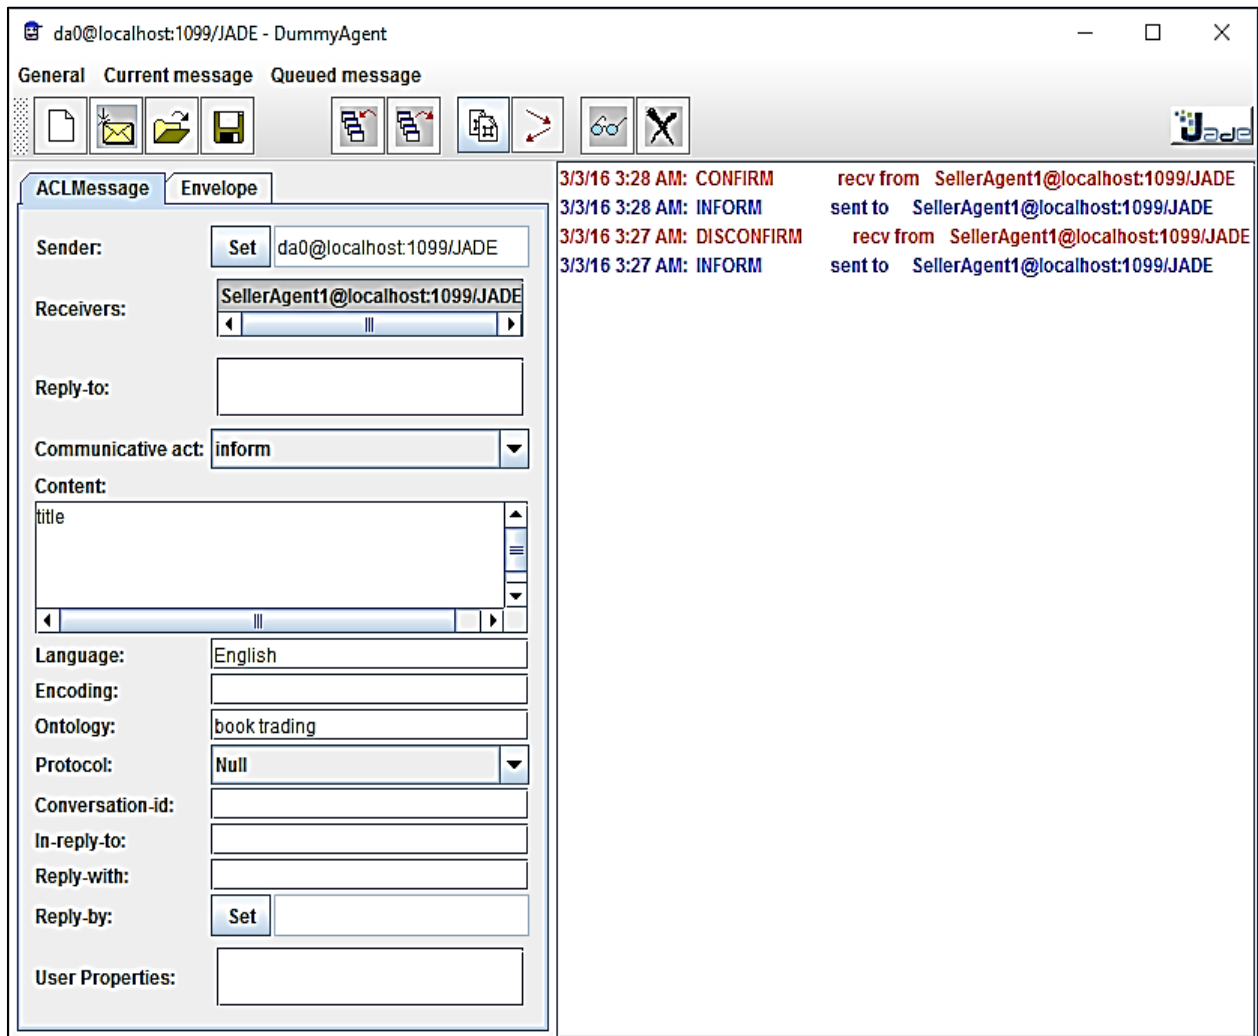 da0@localhost:1099/JADE - DummyAgent
General Current message Queued message
Jade
ACLMessage Envelope
Sender: Set da0@localhost:1099/JADE
Receivers: SellerAgent1@localhost:1099/JADE
Reply-to:
Communicative act: inform
Content:
title
Language: English
Encoding:
Ontology: book trading
Protocol: Null
Conversation-id:
In-reply-to:
Reply-with:
Reply-by: Set
User Properties:
3/3/16 3:28 AM: CONFIRM recv from SellerAgent1@localhost:1099/JADE
3/3/16 3:28 AM: INFORM sent to SellerAgent1@localhost:1099/JADE
3/3/16 3:27 AM: DISCONFIRM recv from SellerAgent1@localhost:1099/JADE
3/3/16 3:27 AM: INFORM sent to SellerAgent1@localhost:1099/JADE